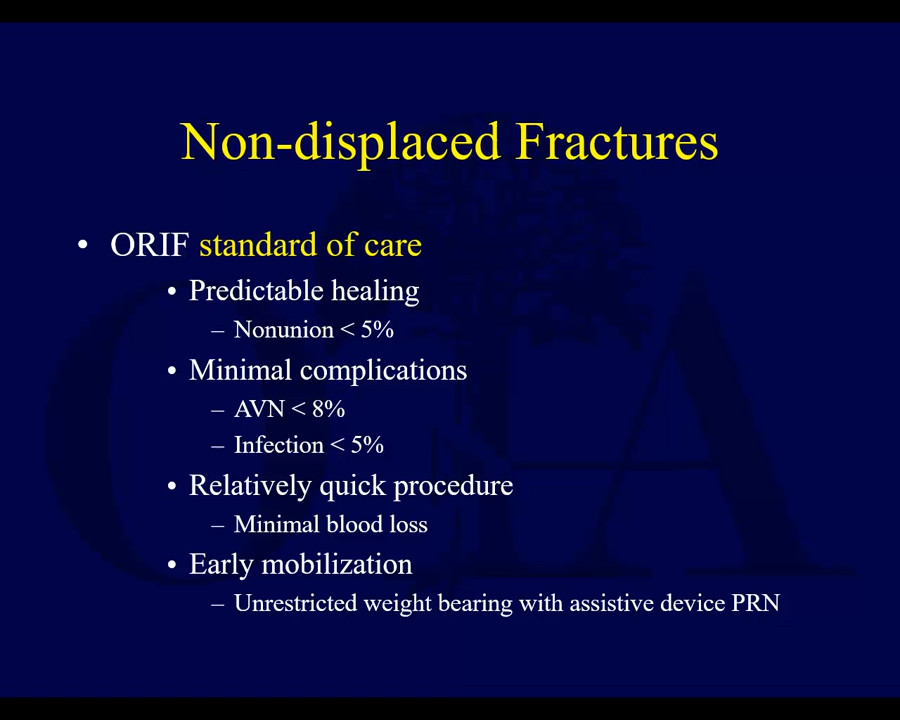 Non-displaced Fractures
• ORIF standard of care
• Predictable healing
– Nonunion < 5%
• Minimal complications
– AVN < 8%
– Infection < 5%
• Relatively quick procedure
– Minimal blood loss
• Early mobilization
– Unrestricted weight bearing with assistive device PRN
OTA